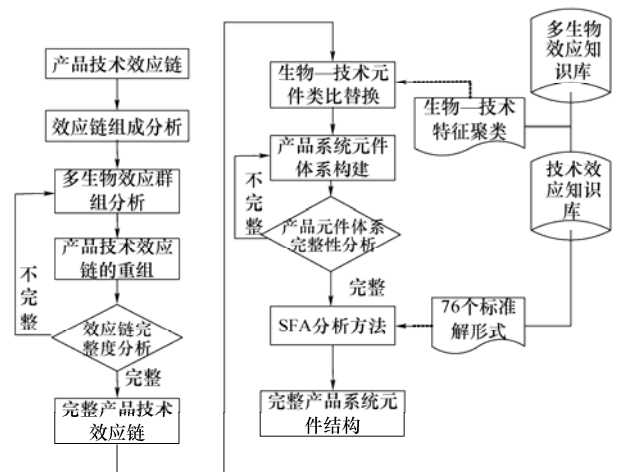 产品技术效应链
效应链组成分析
多生物效应群
组分析
产品技术效应
链的重组
不
完
整
效应链完
整度分析
完整
完整产品技术
效应链
生物—技术元
件类比替换
产品系统元件
体系构建
不
完
整
产品元件体系
完整性分析
完整
SFA分析方法
完整产品系统元
件结构
多生物
效应知
识库
生物—技术
特征聚类
技术效
应知识
库
76个标准
解形式